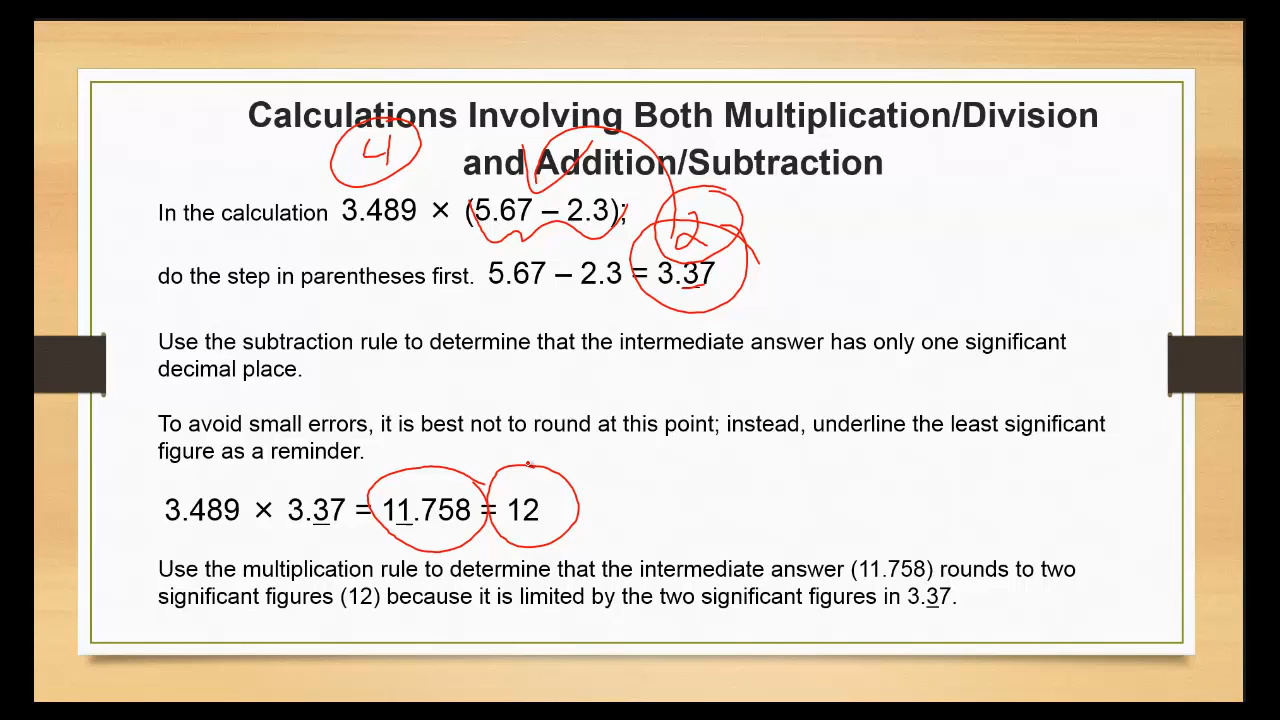 Calculations Involving Both Multiplication/Division
and Addition/Subtraction
4
In the calculation 3.489 × (5.67 – 2.3);
2
do the step in parentheses first. 5.67 – 2.3 = 3.37
Use the subtraction rule to determine that the intermediate answer has only one significant
decimal place.
To avoid small errors, it is best not to round at this point; instead, underline the least significant
figure as a reminder.
3.489 × 3.37 = 11.758 = 12
Use the multiplication rule to determine that the intermediate answer (11.758) rounds to two
significant figures (12) because it is limited by the two significant figures in 3.37.